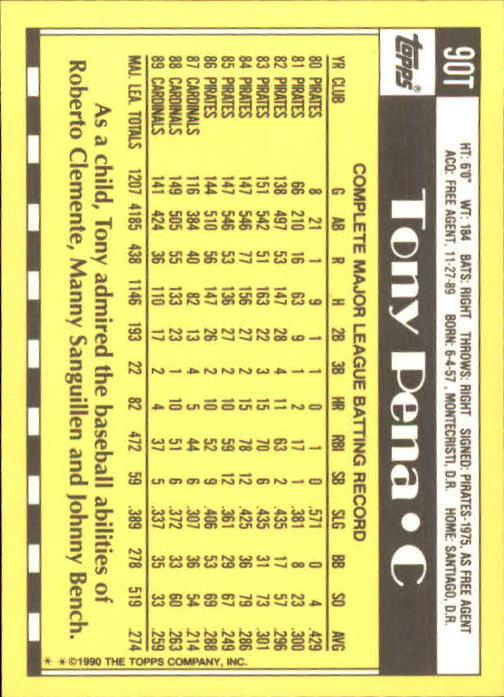 90T
HT: 6'0" WT: 184 BATS: RIGHT THROWS: RIGHT SIGNED: PIRATES-1975, AS FREE AGENT
ACQ: FREE AGENT, 11-27-89 BORN: 6-4-57, MONTECRISTI, D.R. HOME: SANTIAGO, D.R.
Topps®
Tony Pena • C
COMPLETE MAJOR LEAGUE BATTING RECORD
YR CLUB G AB R H 2B 3B HR RBI SB SLG BB SO AVG
80 PIRATES 8 21 1 9 1 1 0 1 0 .571 0 4 .429
81 PIRATES 66 210 16 63 9 1 2 17 1 .381 8 23 .300
82 PIRATES 138 497 53 147 28 4 11 63 2 .435 17 57 .296
83 PIRATES 151 542 51 163 22 3 15 70 6 .435 31 73 .301
84 PIRATES 147 546 77 156 27 2 15 78 12 .425 36 79 .286
85 PIRATES 147 546 53 136 27 2 10 59 12 .361 29 67 .249
86 PIRATES 144 510 56 147 26 2 10 52 9 .406 53 69 .288
87 CARDINALS 116 384 40 82 13 4 5 44 6 .307 36 54 .214
88 CARDINALS 149 505 55 133 23 1 10 51 6 .372 33 60 .263
89 CARDINALS 141 424 36 110 17 2 4 37 5 .337 35 33 .259
MAJ. LEA. TOTALS 1207 4185 438 1146 193 22 82 472 59 .389 278 519 .274
As a child, Tony admired the baseball abilities of
Roberto Clemente, Manny Sanguillen and Johnny Bench.
* *©1990 THE TOPPS COMPANY, INC.